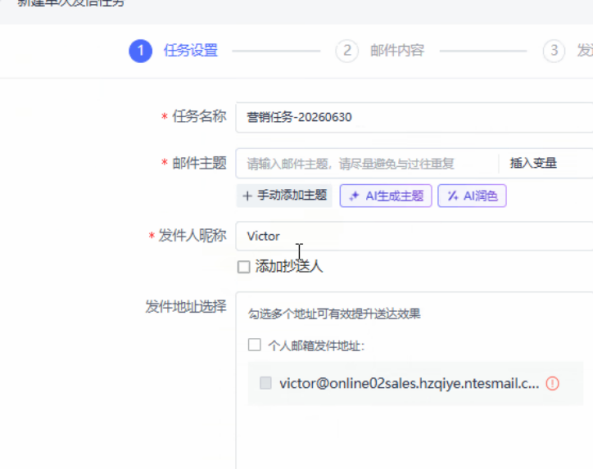 新建单次发信任务
1 任务设置 2 邮件内容 3 发
* 任务名称 营销任务-20260630
* 邮件主题 请输入邮件主题，请尽量避免与过往重复 插入变量
+ 手动添加主题 AI生成主题 AI润色
* 发件人昵称 Victor
添加抄送人
发件地址选择 勾选多个地址可有效提升送达效果
个人邮箱发件地址:
victor@online02sales.hzqiye.ntesmail.c...